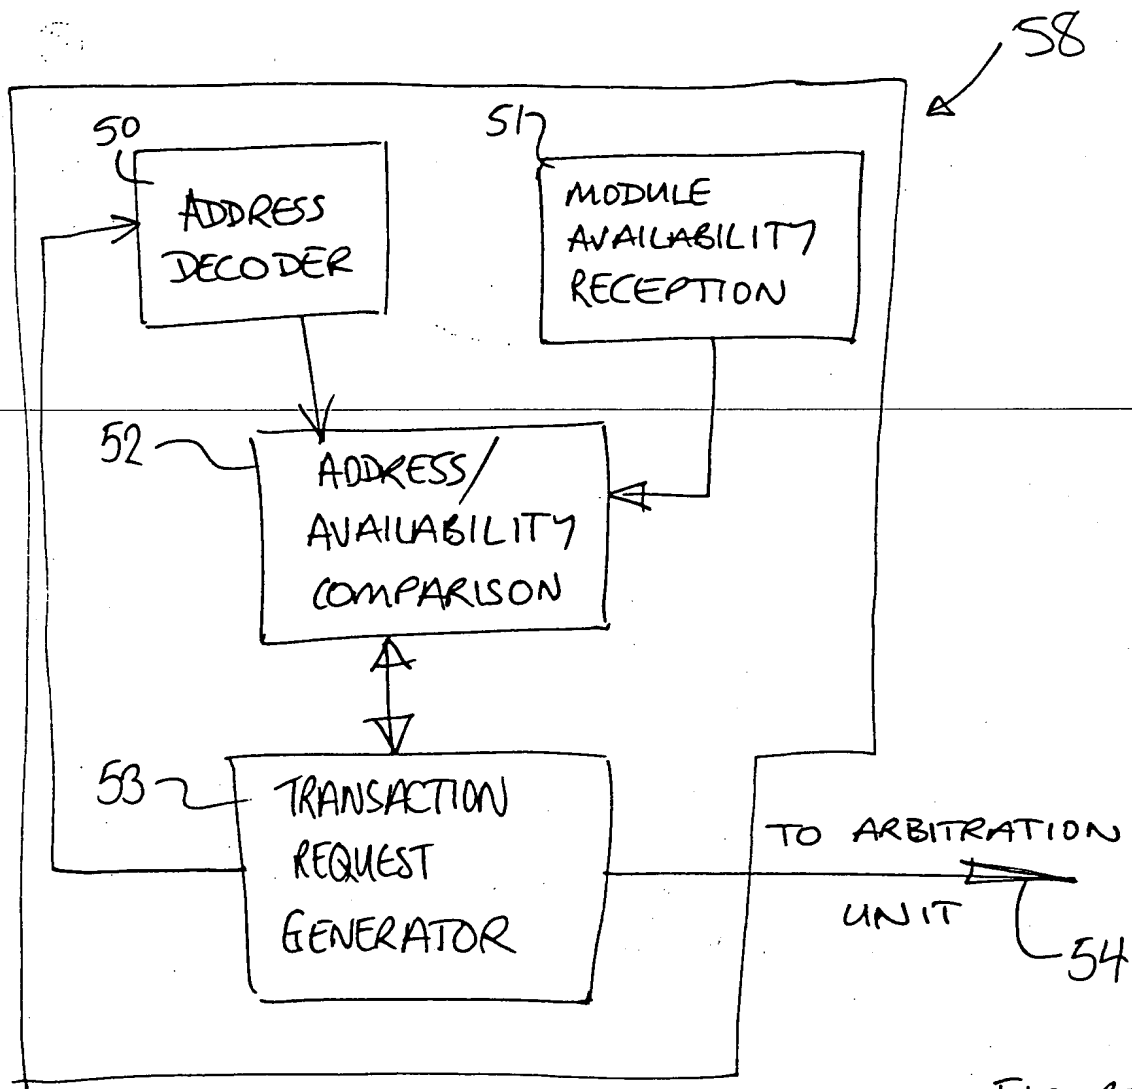 58
50
ADDRESS
DECODER
51
MODULE
AVAILABILITY
RECEPTION
52
ADDRESS/
AVAILABILITY
COMPARISON
53
TRANSACTION
REQUEST
GENERATOR
TO ARBITRATION
UNIT
54